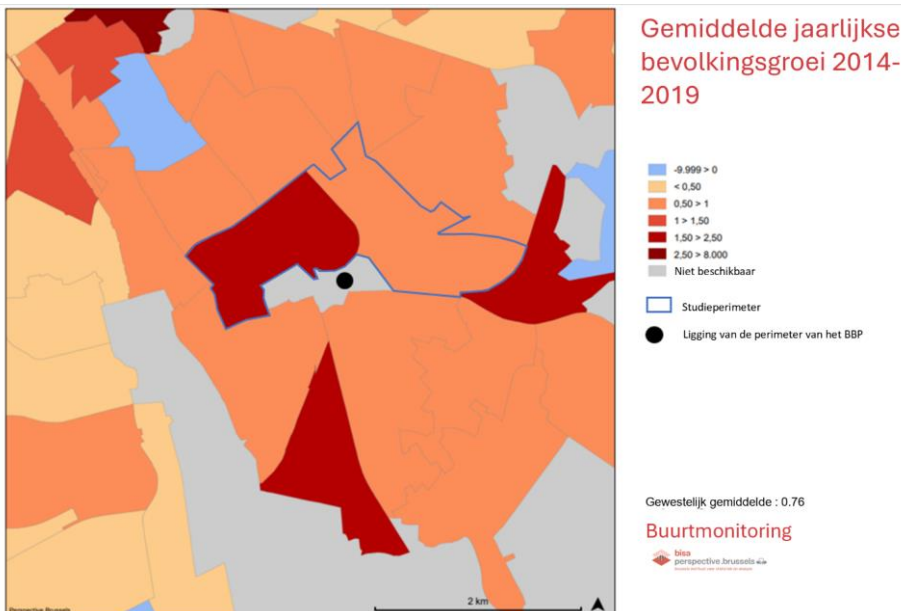 Gemiddelde jaarlijkse
bevolkingsgroei 2014-
2019
-9.999 > 0
< 0,50
0,50 > 1
1 > 1,50
1,50 > 2,50
2,50 > 8.000
Niet beschikbaar
Studieperimeter
Ligging van de perimeter van het BBP
Gewestelijk gemiddelde : 0.76
Buurtmonitoring
bisa
perspective.brussels
2 km
Perspective Brussels